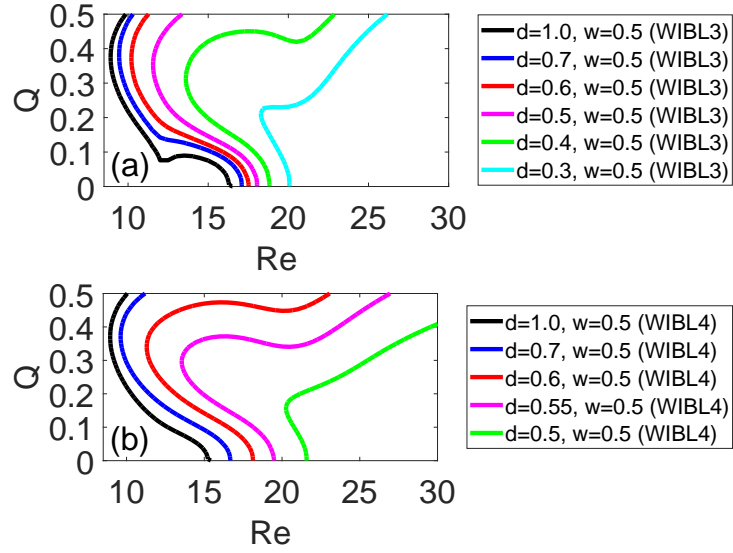 0.5
0.4
0.3
0.2
0.1
0
Q
(a)
10 15 20 25 30
Re
d=1.0, w=0.5 (WIBL3)
d=0.7, w=0.5 (WIBL3)
d=0.6, w=0.5 (WIBL3)
d=0.5, w=0.5 (WIBL3)
d=0.4, w=0.5 (WIBL3)
d=0.3, w=0.5 (WIBL3)
0.5
0.4
0.3
0.2
0.1
0
Q
(b)
10 15 20 25 30
Re
d=1.0, w=0.5 (WIBL4)
d=0.7, w=0.5 (WIBL4)
d=0.6, w=0.5 (WIBL4)
d=0.55, w=0.5 (WIBL4)
d=0.5, w=0.5 (WIBL4)